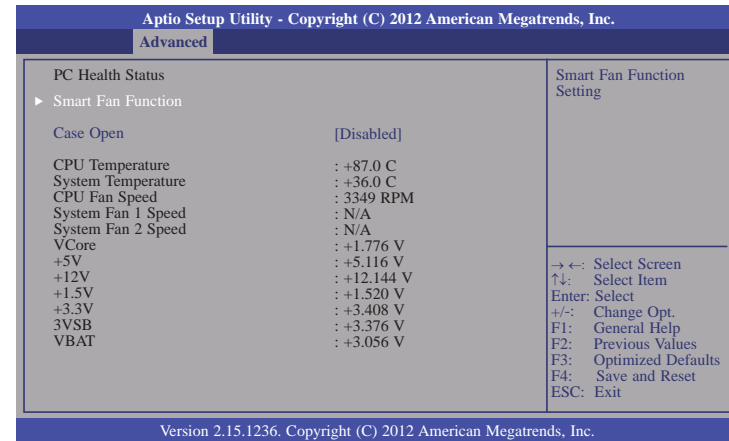 Aptio Setup Utility - Copyright (C) 2012 American Megatrends, Inc.
Advanced
PC Health Status
▶ Smart Fan Function
Case Open [Disabled]
CPU Temperature : +87.0 C
System Temperature : +36.0 C
CPU Fan Speed : 3349 RPM
System Fan 1 Speed : N/A
System Fan 2 Speed : N/A
VCore : +1.776 V
+5V : +5.116 V
+12V : +12.144 V
+1.5V : +1.520 V
+3.3V : +3.408 V
3VSB : +3.376 V
VBAT : +3.056 V
Smart Fan Function
Setting
→ ←: Select Screen
↑↓: Select Item
Enter: Select
+/-: Change Opt.
F1: General Help
F2: Previous Values
F3: Optimized Defaults
F4: Save and Reset
ESC: Exit
Version 2.15.1236. Copyright (C) 2012 American Megatrends, Inc.